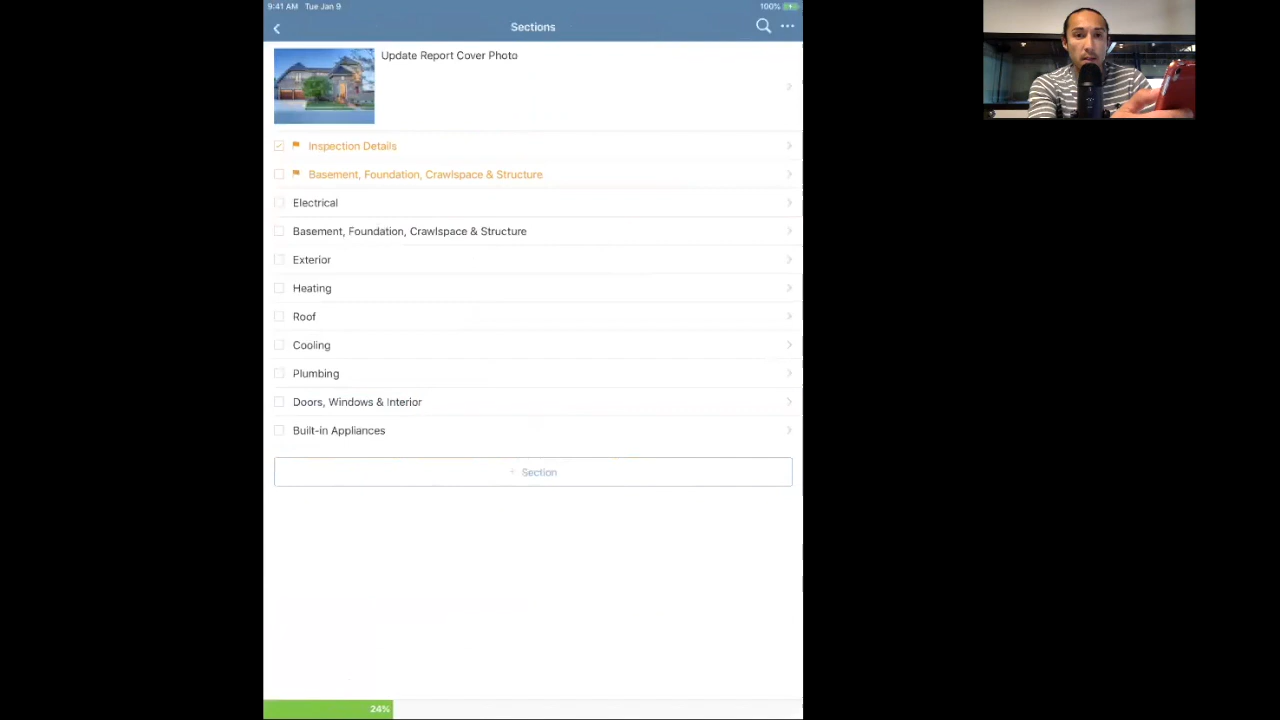 9:41 AM Tue Jan 9
100%
Sections
Update Report Cover Photo
2
Inspection Details
Basement, Foundation, Crawlspace & Structure
Electrical
Basement, Foundation, Crawlspace & Structure
Exterior
Heating
Roof
Cooling
Plumbing
Doors, Windows & Interior
Built-in Appliances
+ Section
24%